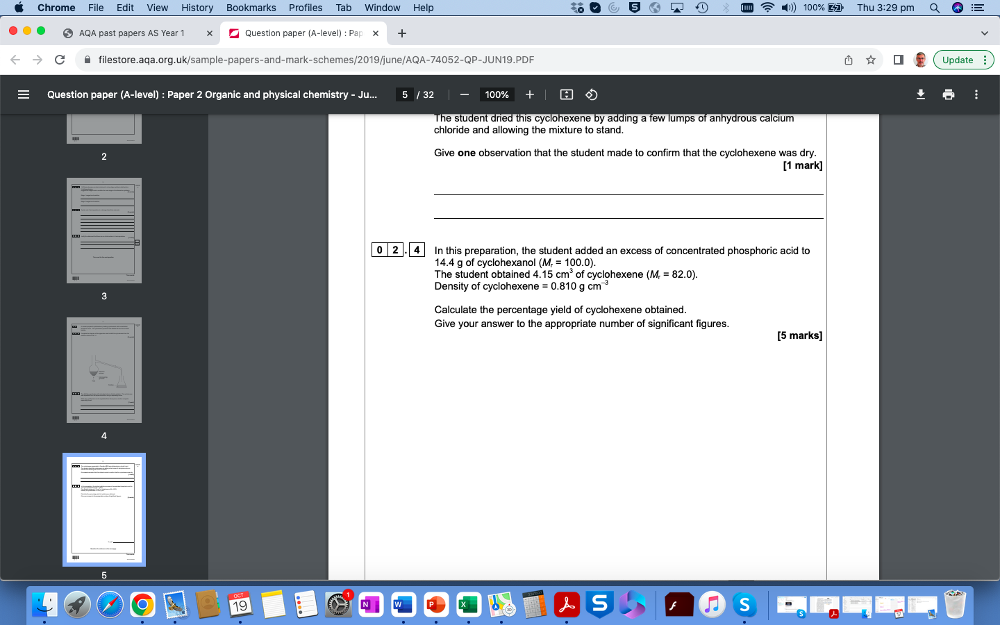 Chrome File Edit View History Bookmarks Profiles Tab Window Help 100% Thu 3:29 pm
AQA past papers AS Year 1
Question paper (A-level) : Pap
filestore.aqa.org.uk/sample-papers-and-mark-schemes/2019/june/AQA-74052-QP-JUN19.PDF
Update
Question paper (A-level) : Paper 2 Organic and physical chemistry - Ju... 5 / 32 100%
2
3
4
5
The student dried this cyclohexene by adding a few lumps of anhydrous calcium
chloride and allowing the mixture to stand.
Give one observation that the student made to confirm that the cyclohexene was dry.
[1 mark]
0 2 . 4 In this preparation, the student added an excess of concentrated phosphoric acid to
14.4 g of cyclohexanol (Mr = 100.0).
The student obtained 4.15 cm³ of cyclohexene (Mr = 82.0).
Density of cyclohexene = 0.810 g cm⁻³
Calculate the percentage yield of cyclohexene obtained.
Give your answer to the appropriate number of significant figures.
[5 marks]
OCT
19
1
N
W
P
X
S